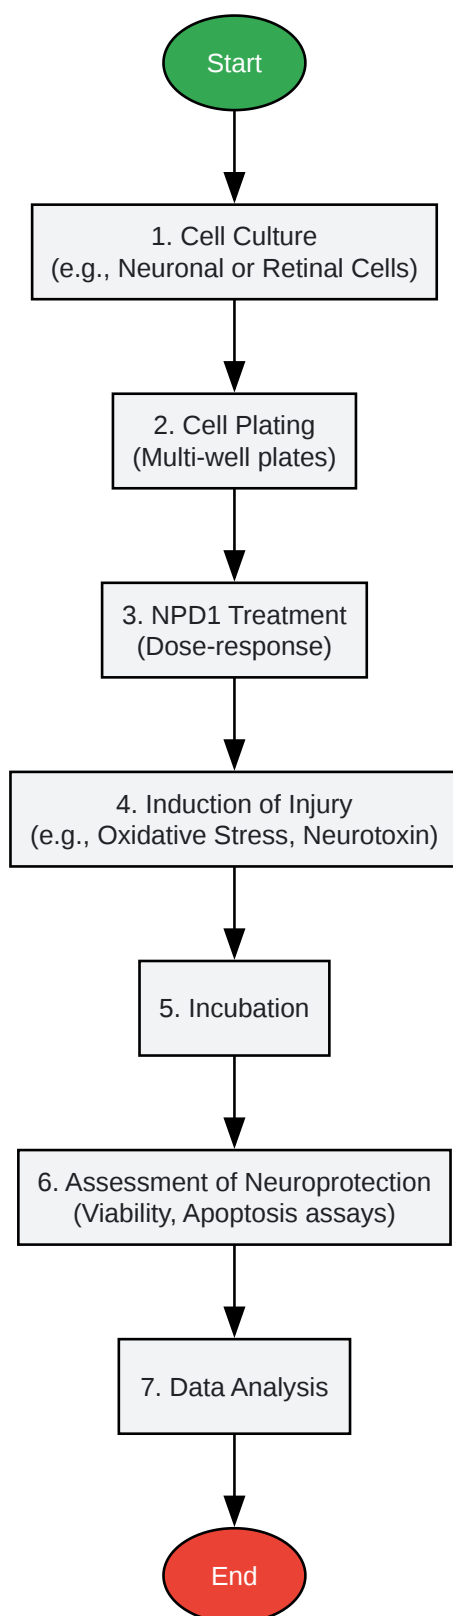 Start
1. Cell Culture
(e.g., Neuronal or Retinal Cells)
2. Cell Plating
(Multi-well plates)
3. NPD1 Treatment
(Dose-response)
4. Induction of Injury
(e.g., Oxidative Stress, Neurotoxin)
5. Incubation
6. Assessment of Neuroprotection
(Viability, Apoptosis assays)
7. Data Analysis
End